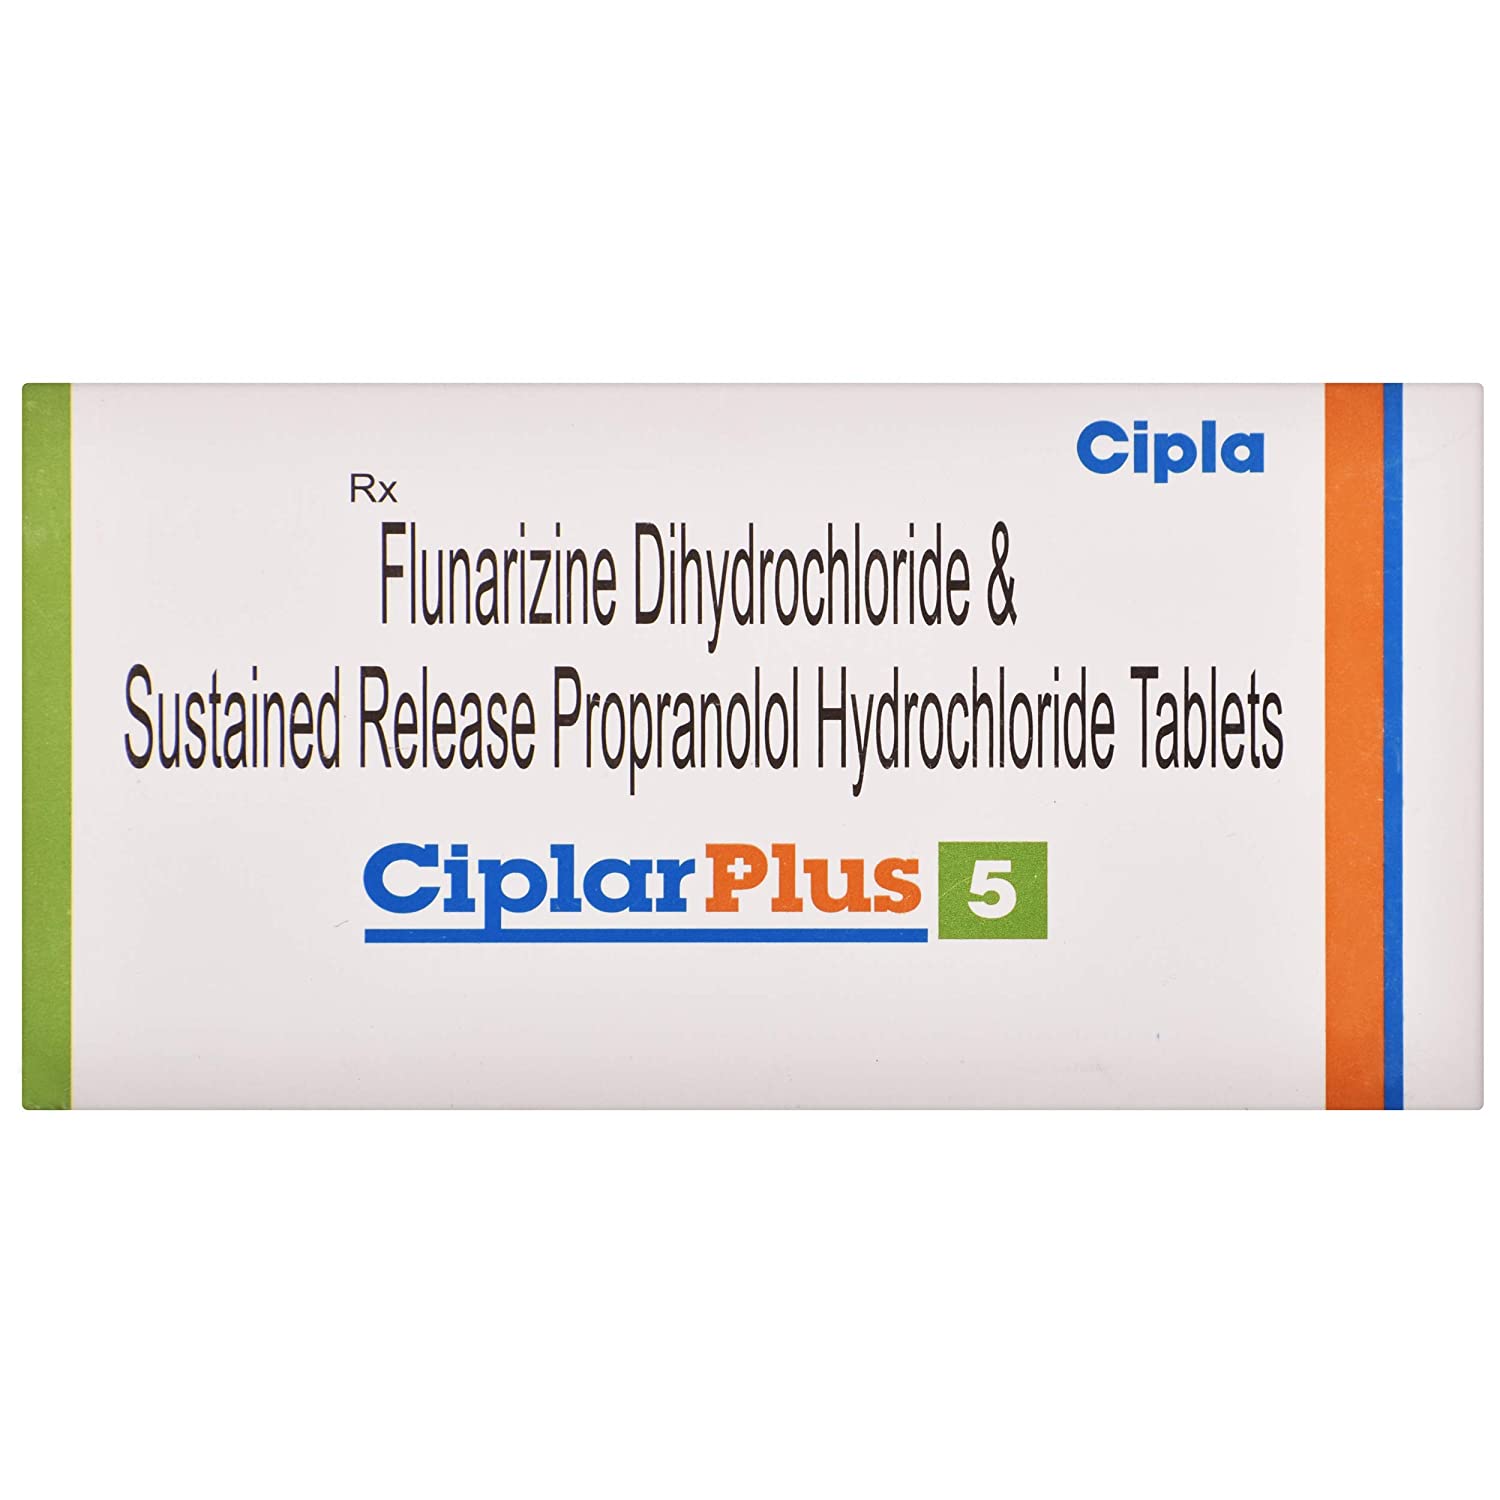 Cipla
Rx
Flunarizine Dihydrochloride &
Sustained Release Propranolol Hydrochloride Tablets
CiplarPlus 5